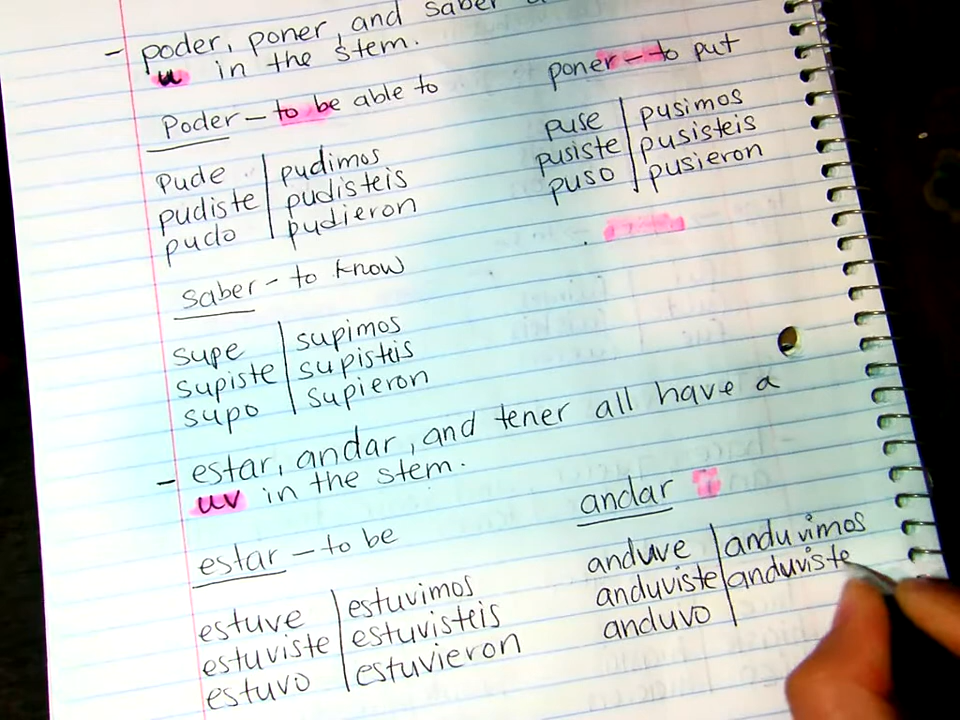 - poder, poner, and saber a
u in the stem.
Poder - to be able to
pude | pudimos
pudiste | pudisteis
pudo | pudieron
poner - to put
puse | pusimos
pusiste | pusisteis
puso | pusieron
saber - to know
supe | supimos
supiste | supisteis
supo | supieron
- estar, andar, and tener all have a
uv in the stem.
estar - to be
estuve | estuvimos
estuviste | estuvisteis
estuvo | estuvieron
andar
anduve | anduvimos
anduviste | anduviste
anduvo |